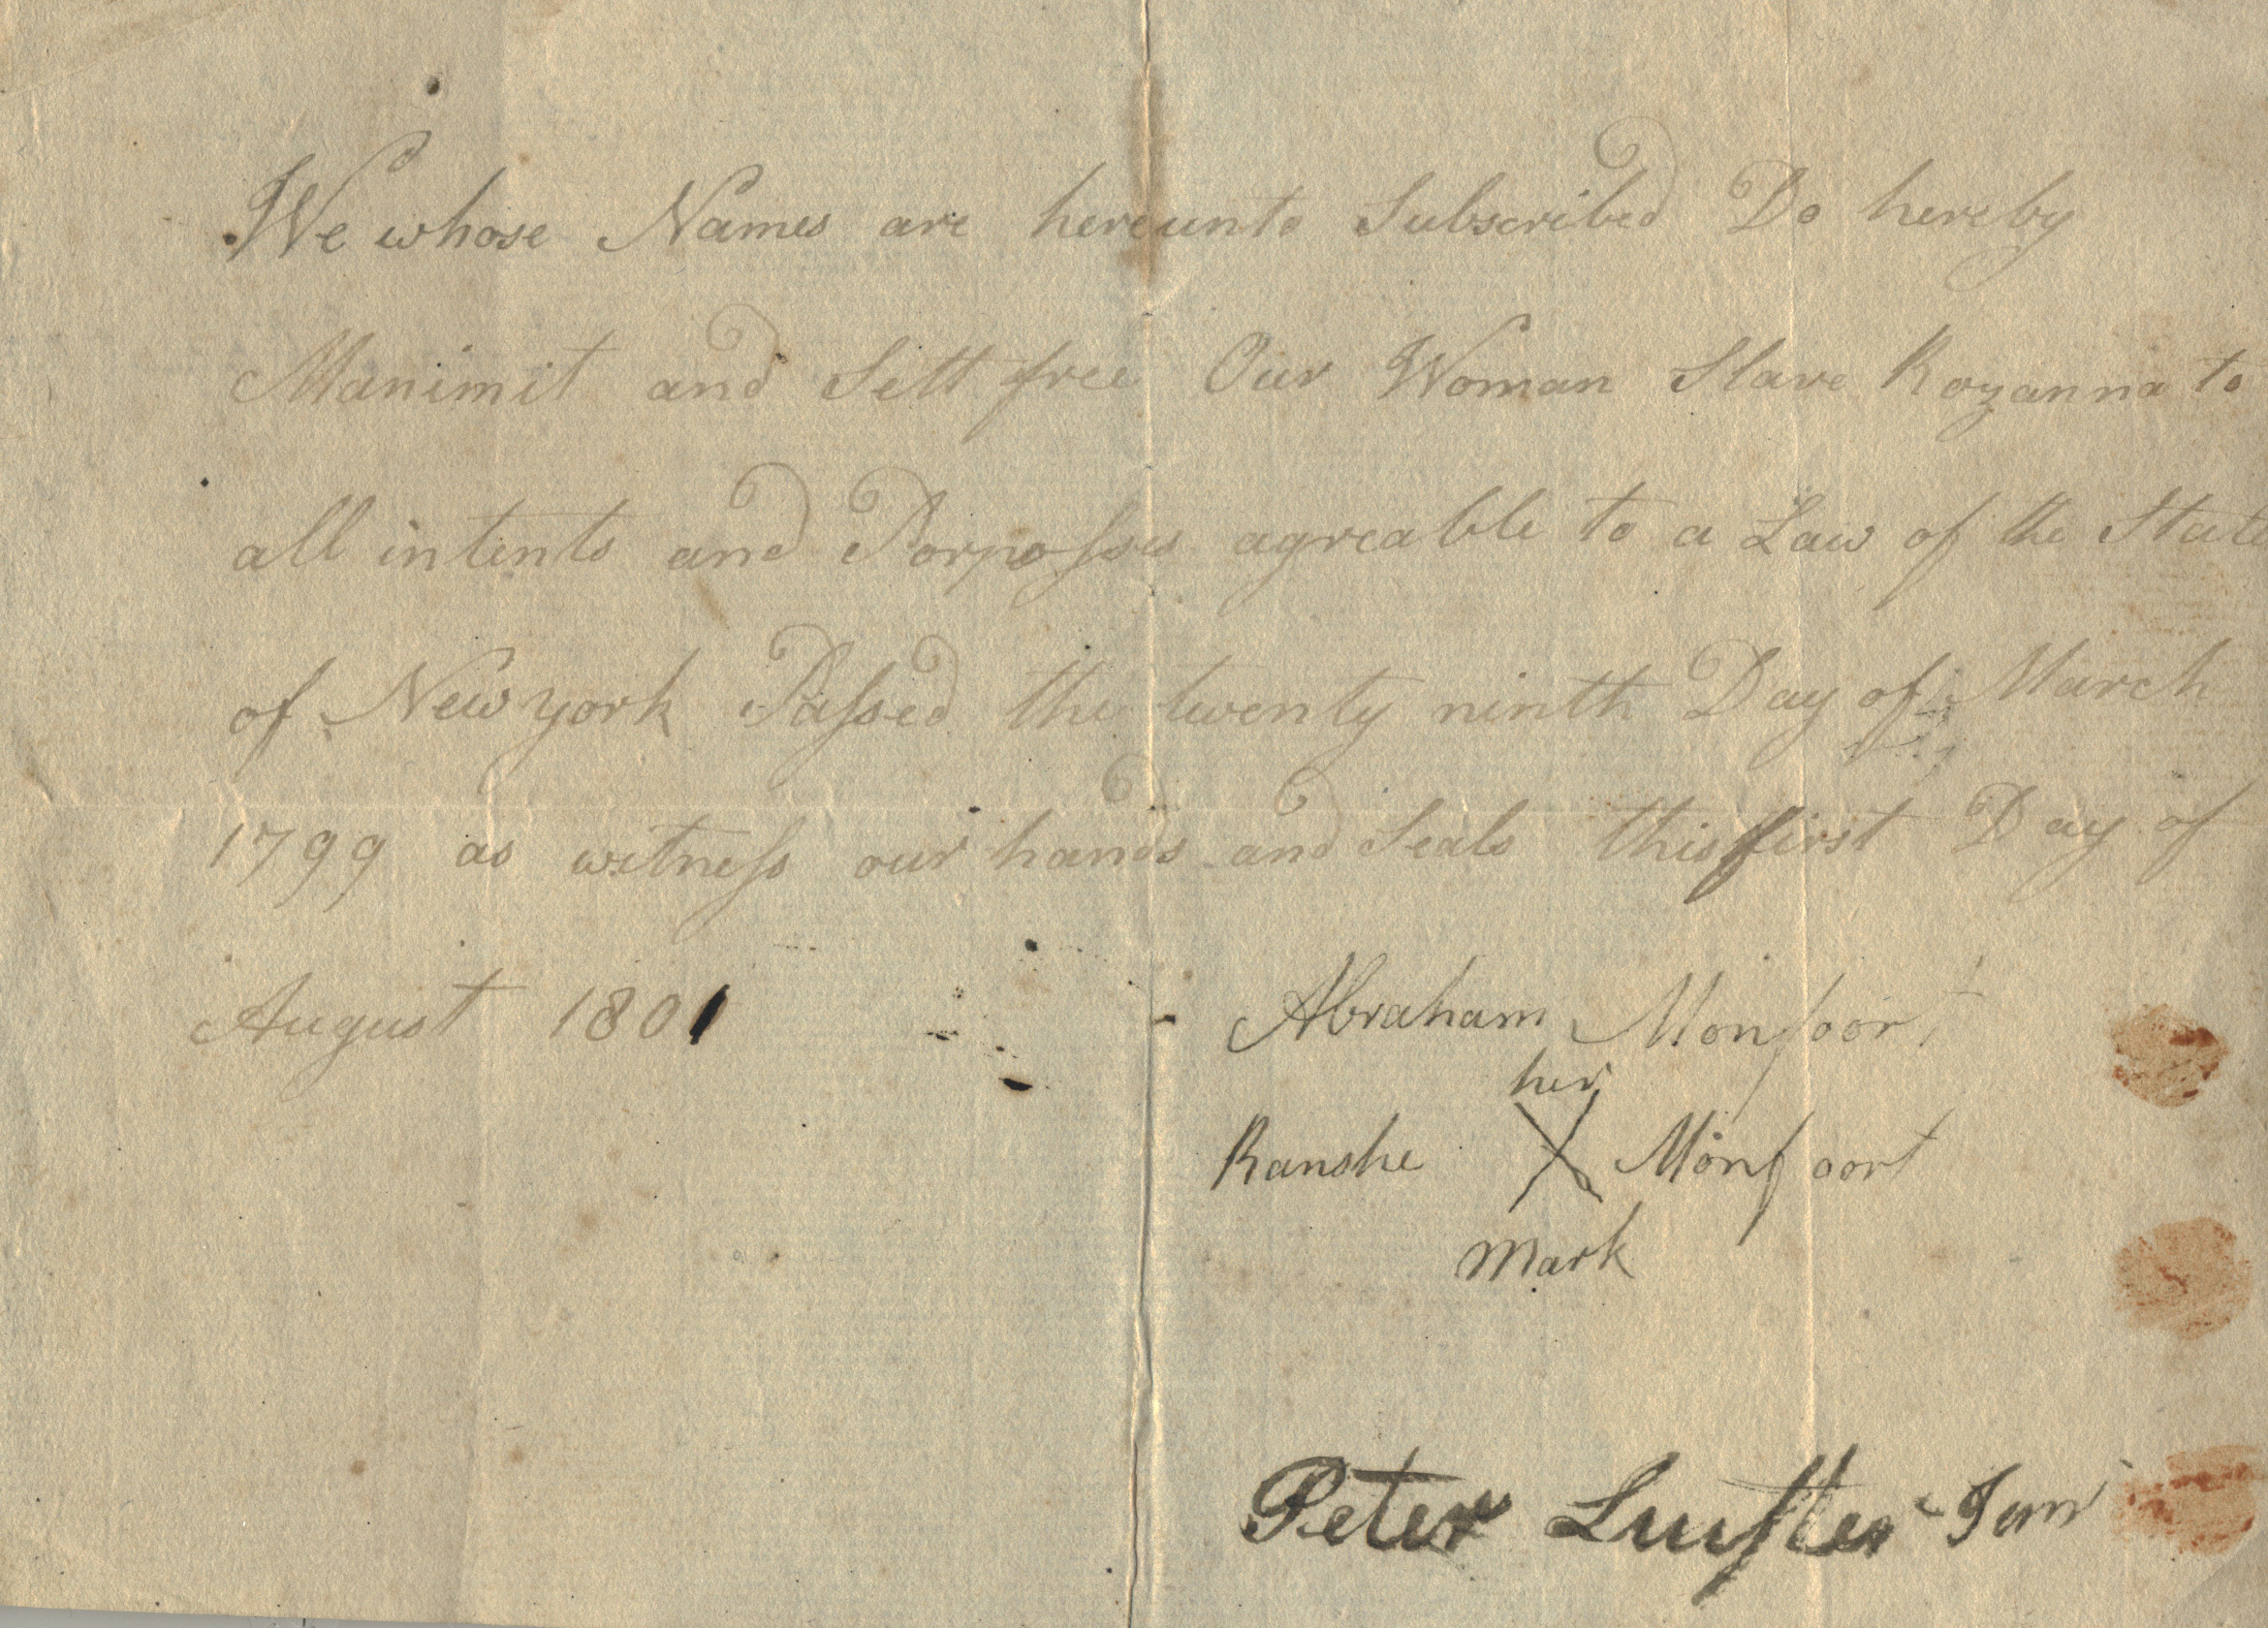 We whose Names are hereunto Subscribed Do hereby
Manimit and Sett free Our Woman Slave Rozanna to
all intents and Porposses agreable to a Law of the State
of New york Passed the twenty ninth Day of March
1799 as witness our hands and Seals this first Day of
August 1801
Abraham Monfoort
her
Ranshe X Monfoort
Mark
Peter Luyster Junr